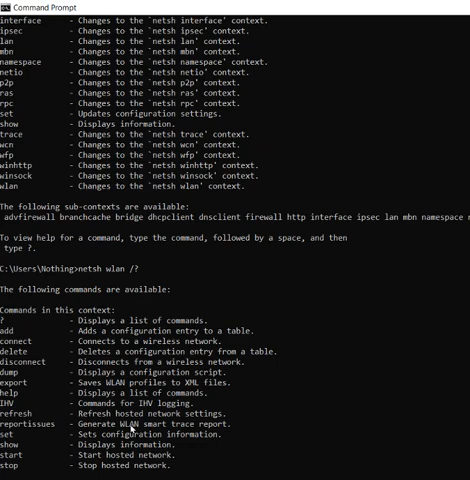 Command Prompt
interface - Changes to the `netsh interface' context.
ipsec - Changes to the `netsh ipsec' context.
lan - Changes to the `netsh lan' context.
mbn - Changes to the `netsh mbn' context.
namespace - Changes to the `netsh namespace' context.
netio - Changes to the `netsh netio' context.
p2p - Changes to the `netsh p2p' context.
ras - Changes to the `netsh ras' context.
rpc - Changes to the `netsh rpc' context.
set - Updates configuration settings.
show - Displays information.
trace - Changes to the `netsh trace' context.
wcn - Changes to the `netsh wcn' context.
wfp - Changes to the `netsh wfp' context.
winhttp - Changes to the `netsh winhttp' context.
winsock - Changes to the `netsh winsock' context.
wlan - Changes to the `netsh wlan' context.
The following sub-contexts are available:
advfirewall branchcache bridge dhcpclient dnsclient firewall http interface ipsec lan mbn namespace
To view help for a command, type the command, followed by a space, and then
type ?.
C:\Users\Nothing>netsh wlan /?
The following commands are available:
Commands in this context:
? - Displays a list of commands.
add - Adds a configuration entry to a table.
connect - Connects to a wireless network.
delete - Deletes a configuration entry from a table.
disconnect - Disconnects from a wireless network.
dump - Displays a configuration script.
export - Saves WLAN profiles to XML files.
help - Displays a list of commands.
IHV - Commands for IHV logging.
refresh - Refresh hosted network settings.
reportissues - Generate WLAN smart trace report.
set - Sets configuration information.
show - Displays information.
start - Start hosted network.
stop - Stop hosted network.